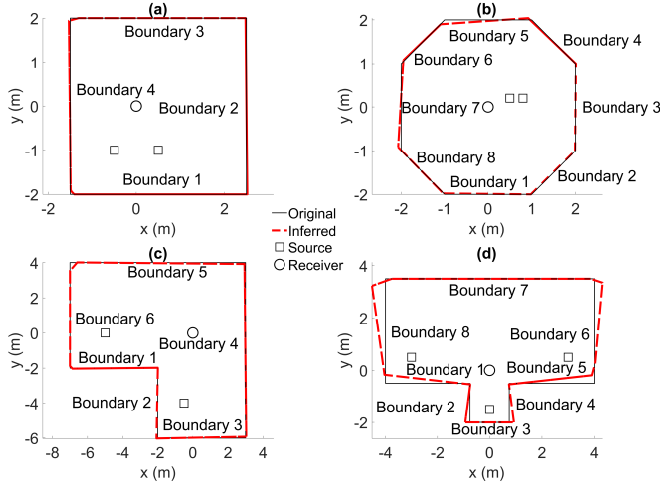 (a)
2
Boundary 3
1
Boundary 4
y (m)
0
Boundary 2
-1
Boundary 1
-2
-2
0
2
x (m)
(b)
2
Boundary 5
Boundary 4
1
Boundary 6
y (m)
0
Boundary 7
Boundary 3
-1
Boundary 8
Boundary 2
Boundary 1
-2
-2
-1
0
1
2
x (m)
Original
Inferred
Source
Receiver
(c)
4
Boundary 5
2
Boundary 6
y (m)
0
Boundary 4
Boundary 1
-2
Boundary 2
-4
Boundary 3
-6
-8
-6
-4
-2
0
2
4
x (m)
(d)
4
Boundary 7
2
Boundary 8
Boundary 6
y (m)
0
Boundary 1
Boundary 5
Boundary 2
Boundary 4
-2
Boundary 3
-4
-2
0
2
4
x (m)